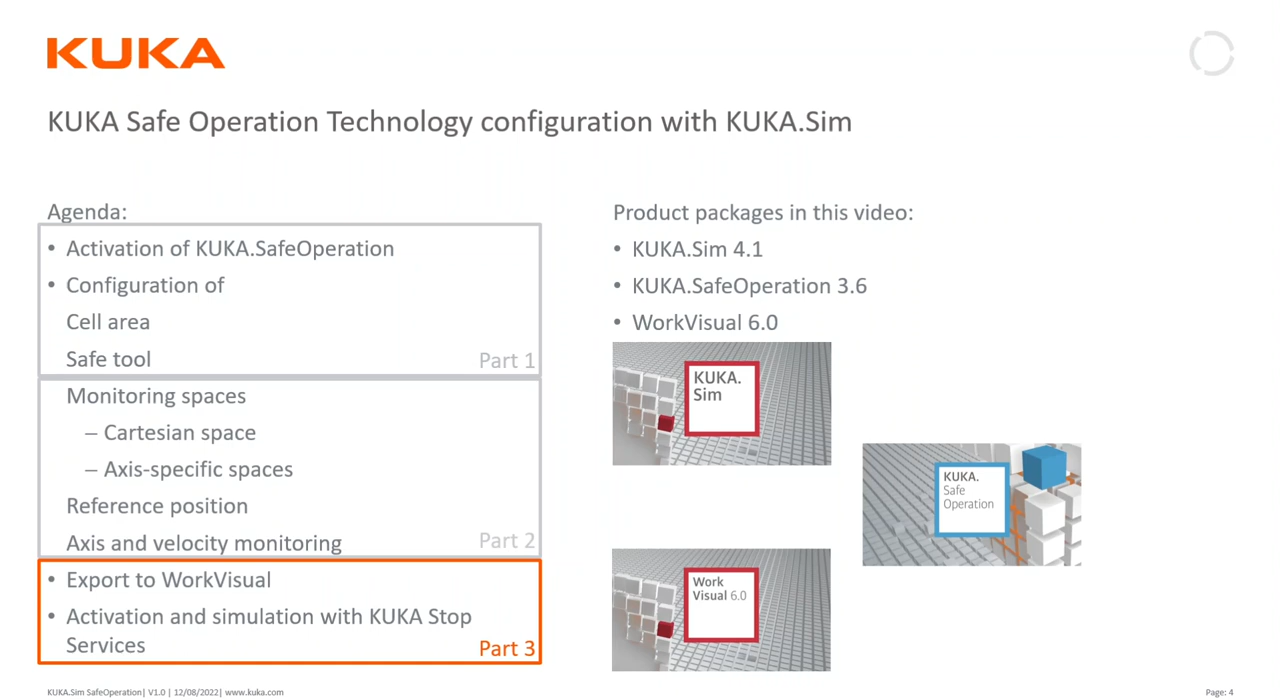 KUKA
KUKA Safe Operation Technology configuration with KUKA.Sim
Agenda:
• Activation of KUKA.SafeOperation
• Configuration of
Cell area
Safe tool
Part 1
Monitoring spaces
– Cartesian space
– Axis-specific spaces
Reference position
Axis and velocity monitoring
Part 2
• Export to WorkVisual
• Activation and simulation with KUKA Stop
Services
Part 3
Product packages in this video:
• KUKA.Sim 4.1
• KUKA.SafeOperation 3.6
• WorkVisual 6.0
KUKA.
Sim
KUKA.
Safe
Operation
Work
Visual 6.0
KUKA.Sim SafeOperation| V1.0 | 12/08/2022| www.kuka.com
Page: 4